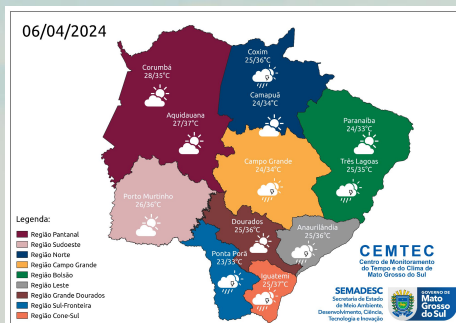 06/04/2024
Coxim
25/36°C
Corumbá
28/35°C
Camapuã
24/34°C
Aquidauana
27/37°C
Paranaíba
24/33°C
Campo Grande
24/34°C
Três Lagoas
25/35°C
Porto Murtinho
26/36°C
Dourados
25/36°C
Anaurilândia
25/36°C
Ponta Porã
23/33°C
Iguatemi
25/37°C
Legenda:
Região Pantanal
Região Sudoeste
Região Norte
Região Campo Grande
Região Bolsão
Região Leste
Região Grande Dourados
Região Sul-Fronteira
Região Cone-Sul
CEMTEC
Centro de Monitoramento
do Tempo e do Clima de
Mato Grosso do Sul
SEMADESC
Secretaria de Estado
de Meio Ambiente,
Desenvolvimento, Ciência,
Tecnologia e Inovação
GOVERNO DE
Mato
Grosso
do Sul